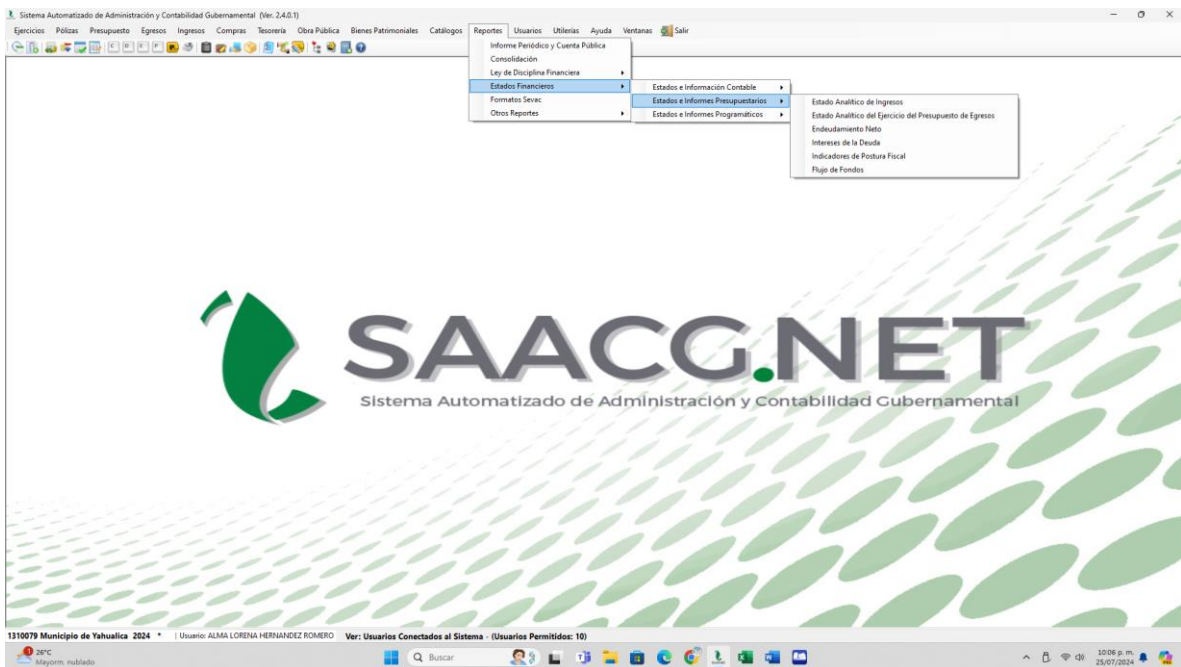 Sistema Automatizado de Administración y Contabilidad Gubernamental (Ver. 2.4.0.1)
Ejercicios Pólizas Presupuesto Egresos Ingresos Compras Tesorería Obra Pública Bienes Patrimoniales Catálogos Reportes Usuarios Utilerías Ayuda Ventanas Salir
Informe Periódico y Cuenta Pública
Consolidación
Ley de Disciplina Financiera
Estados Financieros
Formatos Sevac
Otros Reportes
Estados e Información Contable
Estados e Informes Presupuestarios
Estados e Informes Programáticos
Estado Analítico de Ingresos
Estado Analítico del Ejercicio del Presupuesto de Egresos
Endeudamiento Neto
Intereses de la Deuda
Indicadores de Postura Fiscal
Flujo de Fondos
SAACG.NET
Sistema Automatizado de Administración y Contabilidad Gubernamental
1310079 Municipio de Yahualica 2024 * | Usuario: ALMA LORENA HERNANDEZ ROMERO Ver: Usuarios Conectados al Sistema - (Usuarios Permitidos: 10)
26°C
Mayorm. nublado
Buscar
10:06 p. m.
25/07/2024